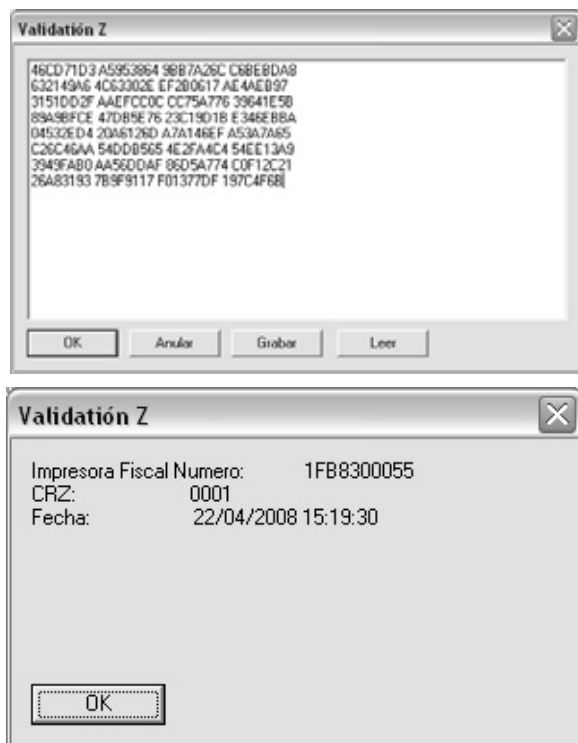 Validatión Z
46CD71D3 A5953864 9BB7A26C C6BEBDA8
632149A6 4C63302E EF2B0617 AE4AEB97
3151DD2F AAEFCC0C CC75A776 39641E5B
89A9BFCE 47DB5E76 23C19D1B E346EBBA
04532ED4 20A6126D A7A146EF A53A7A65
C26C46AA 54DDB565 4E2FA4C4 54EE13A9
3949FAB0 AA56DDAF 86D5A774 C0F12C21
26A83193 7B9F9117 F01377DF 197C4F6B
OK Anular Grabar Leer
Validatión Z
Impresora Fiscal Numero: 1FB8300055
CRZ: 0001
Fecha: 22/04/2008 15:19:30
OK